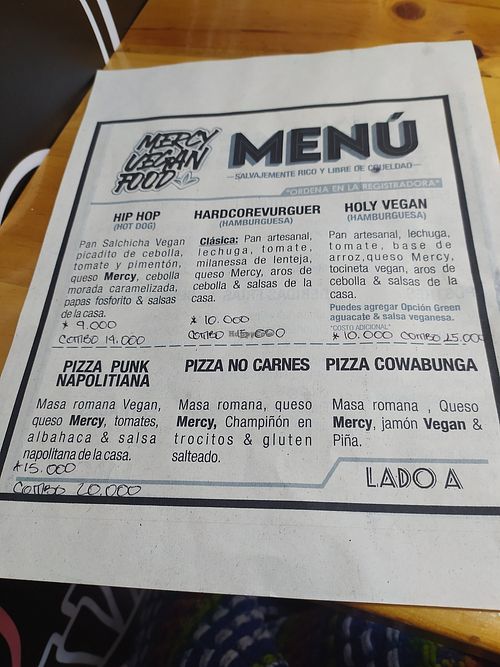 MERCY
VEGAN
FOOD
MENÚ
SALVAJEMENTE RICO Y LIBRE DE CRUELDAD
*ORDENA EN LA REGISTRADORA*
HIP HOP
(HOT DOG)
Pan Salchicha Vegan
picadito de cebolla,
tomate y pimentón,
queso Mercy, cebolla
morada caramelizada,
papas fosforito & salsas
de la casa.
* 9.000
COMBO 14.000
HARDCOREVURGUER
(HAMBURGUESA)
Clásica: Pan artesanal,
lechuga, tomate,
milanessa de lenteja,
queso Mercy, aros de
cebolla & salsas de la
casa.
* 10.000
COMBO 15.000
HOLY VEGAN
(HAMBURGUESA)
Pan artesanal, lechuga,
tomate, base de
arroz,queso Mercy,
tocineta vegan, aros de
cebolla & salsas de la
casa.
Puedes agregar Opción Green
aguacate & salsa veganesa.
*COSTO ADICIONAL*
* 10.000 COMBO 15.000
PIZZA PUNK
NAPOLITIANA
Masa romana Vegan,
queso Mercy, tomates,
albahaca & salsa
napolitana de la casa.
*15.000
COMBO 20.000
PIZZA NO CARNES
Masa romana, queso
Mercy, Champiñón en
trocitos & gluten
salteado.
PIZZA COWABUNGA
Masa romana , Queso
Mercy, jamón Vegan &
Piña.
LADO A